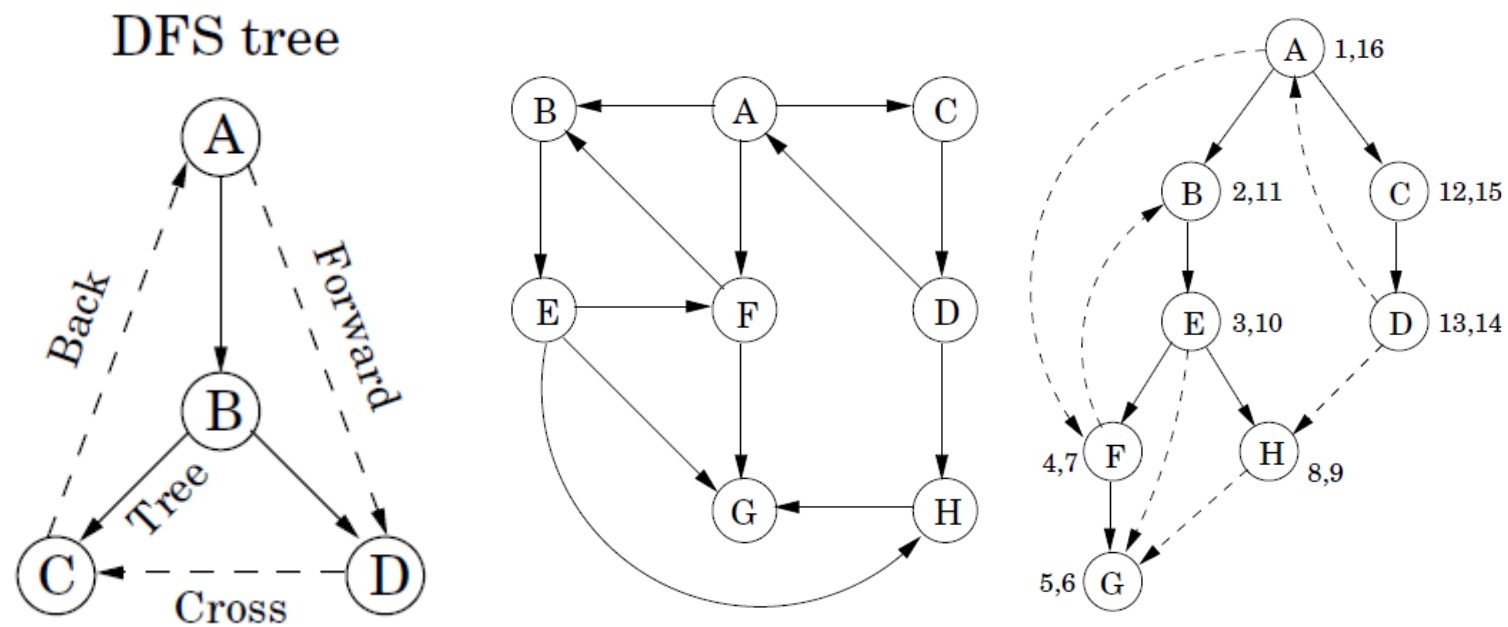 DFS tree
A
Back
Forward
B
Tree
C
D
Cross
B
A
C
E
F
D
G
H
A 1,16
B 2,11
C 12,15
E 3,10
D 13,14
4,7 F
H 8,9
5,6 G